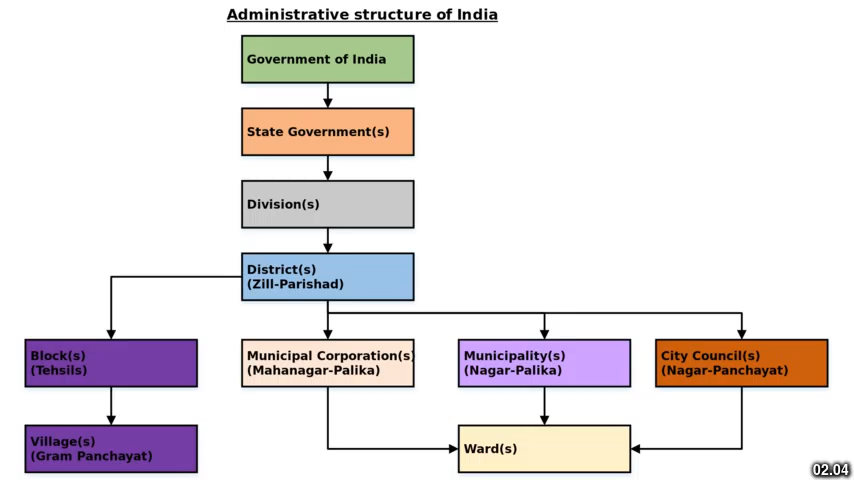 Administrative structure of India
Government of India
State Government(s)
Division(s)
District(s)
(Zill-Parishad)
Block(s)
(Tehsils)
Municipal Corporation(s)
(Mahanagar-Palika)
Municipality(s)
(Nagar-Palika)
City Council(s)
(Nagar-Panchayat)
Village(s)
(Gram Panchayat)
Ward(s)
02.04